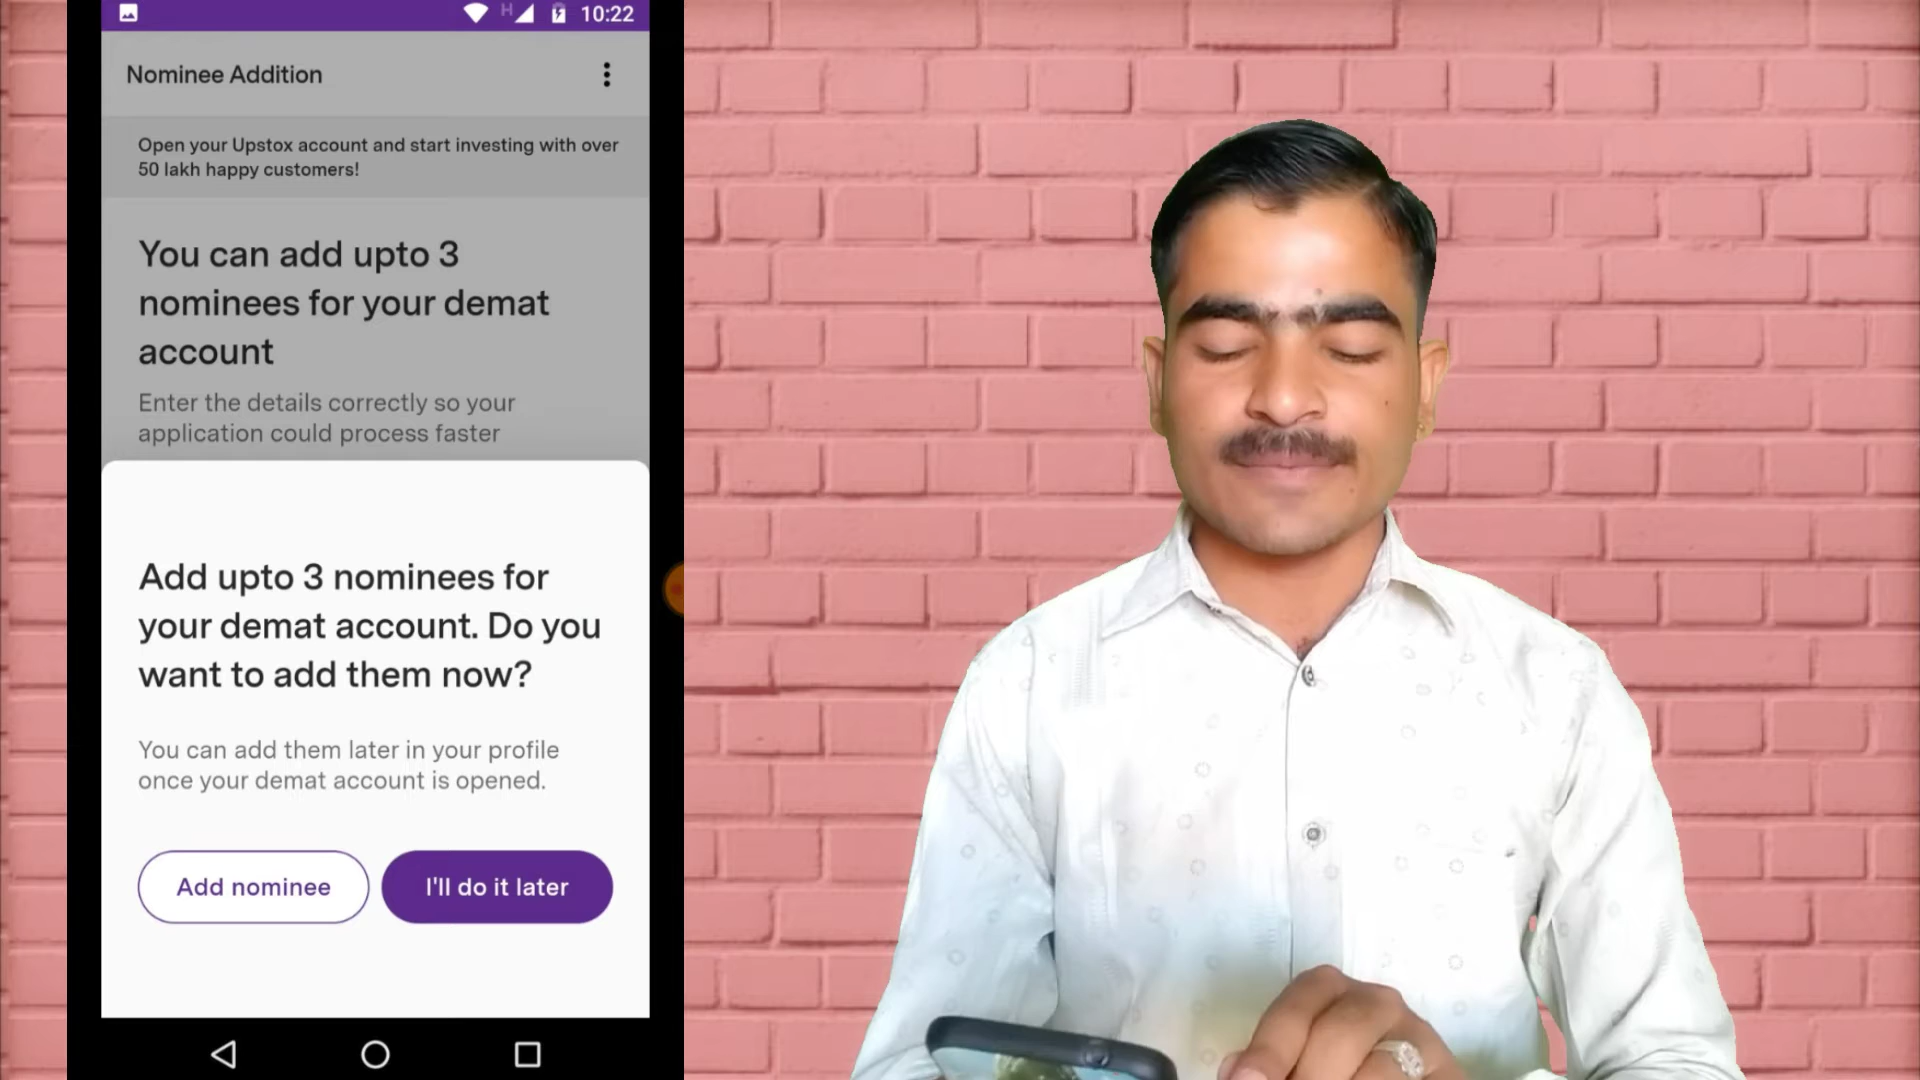 H 10:22
Nominee Addition
Open your Upstox account and start investing with over
50 lakh happy customers!
You can add upto 3
nominees for your demat
account
Enter the details correctly so your
application could process faster
Add upto 3 nominees for
your demat account. Do you
want to add them now?
You can add them later in your profile
once your demat account is opened.
Add nominee I'll do it later